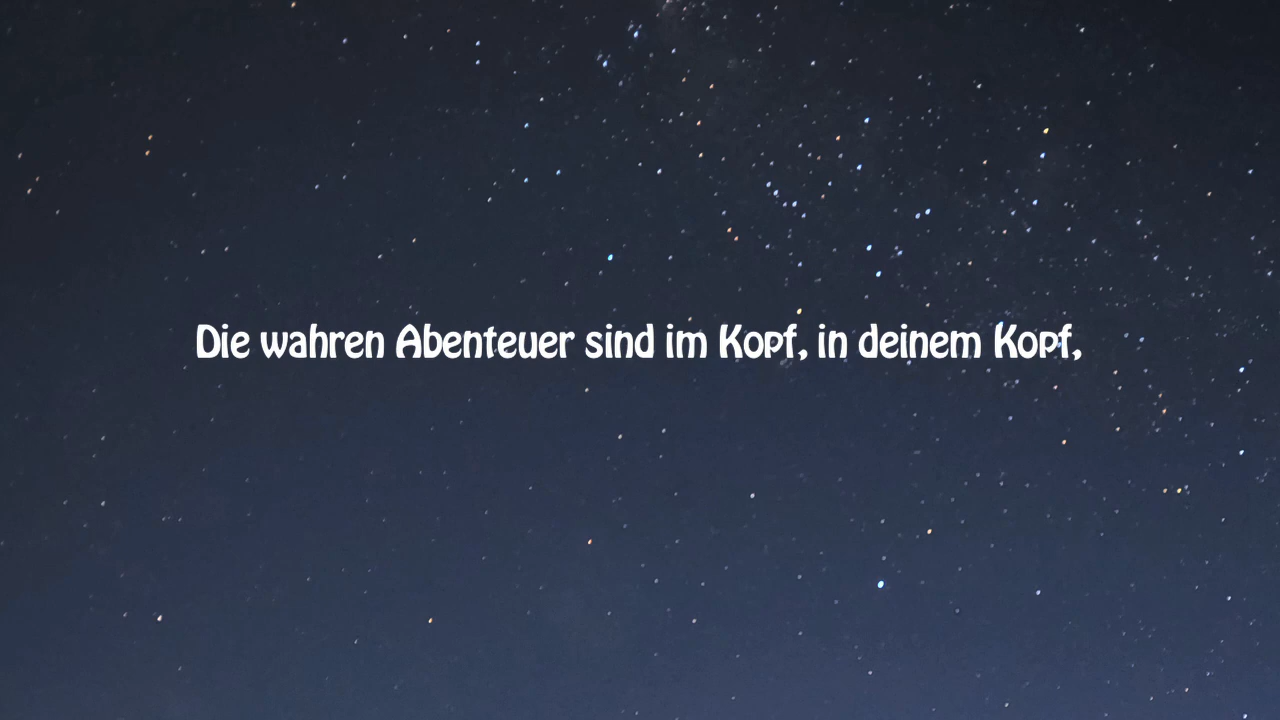 Die wahren Abenteuer sind im Kopf, in deinem Kopf,